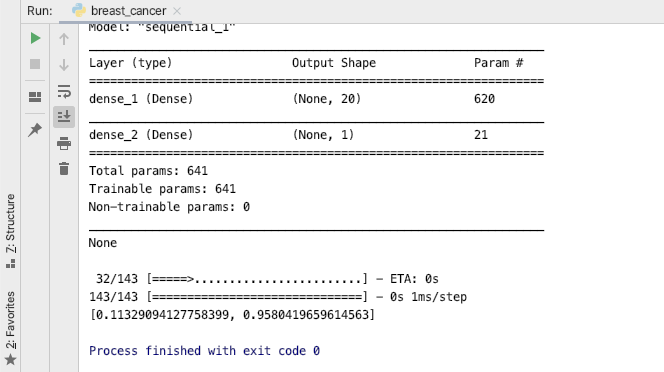 Run: breast_cancer
Model: "sequential_1"
Layer (type) Output Shape Param #
=================================================================
dense_1 (Dense) (None, 20) 620
dense_2 (Dense) (None, 1) 21
=================================================================
Total params: 641
Trainable params: 641
Non-trainable params: 0
None
32/143 [=====>........................] - ETA: 0s
143/143 [==============================] - 0s 1ms/step
[0.11329094127758399, 0.9580419659614563]
Process finished with exit code 0
7: Structure
2: Favorites